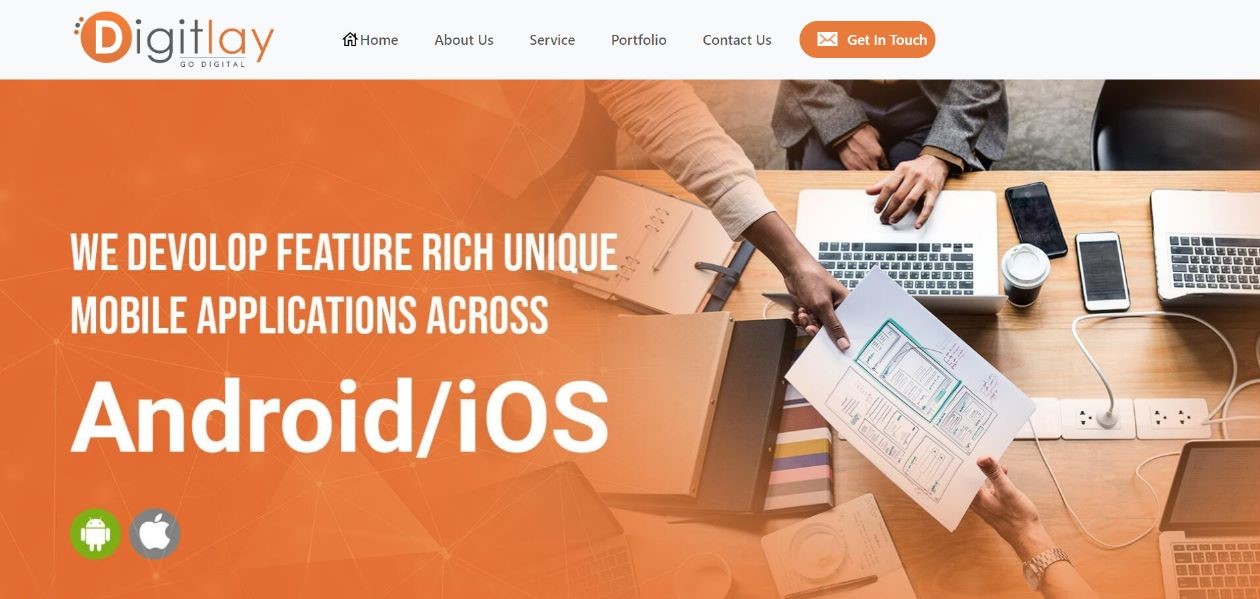 Digitlay
GO DIGITAL
Home
About Us
Service
Portfolio
Contact Us
Get In Touch
WE DEVOLOP FEATURE RICH UNIQUE
MOBILE APPLICATIONS ACROSS
Android/iOS